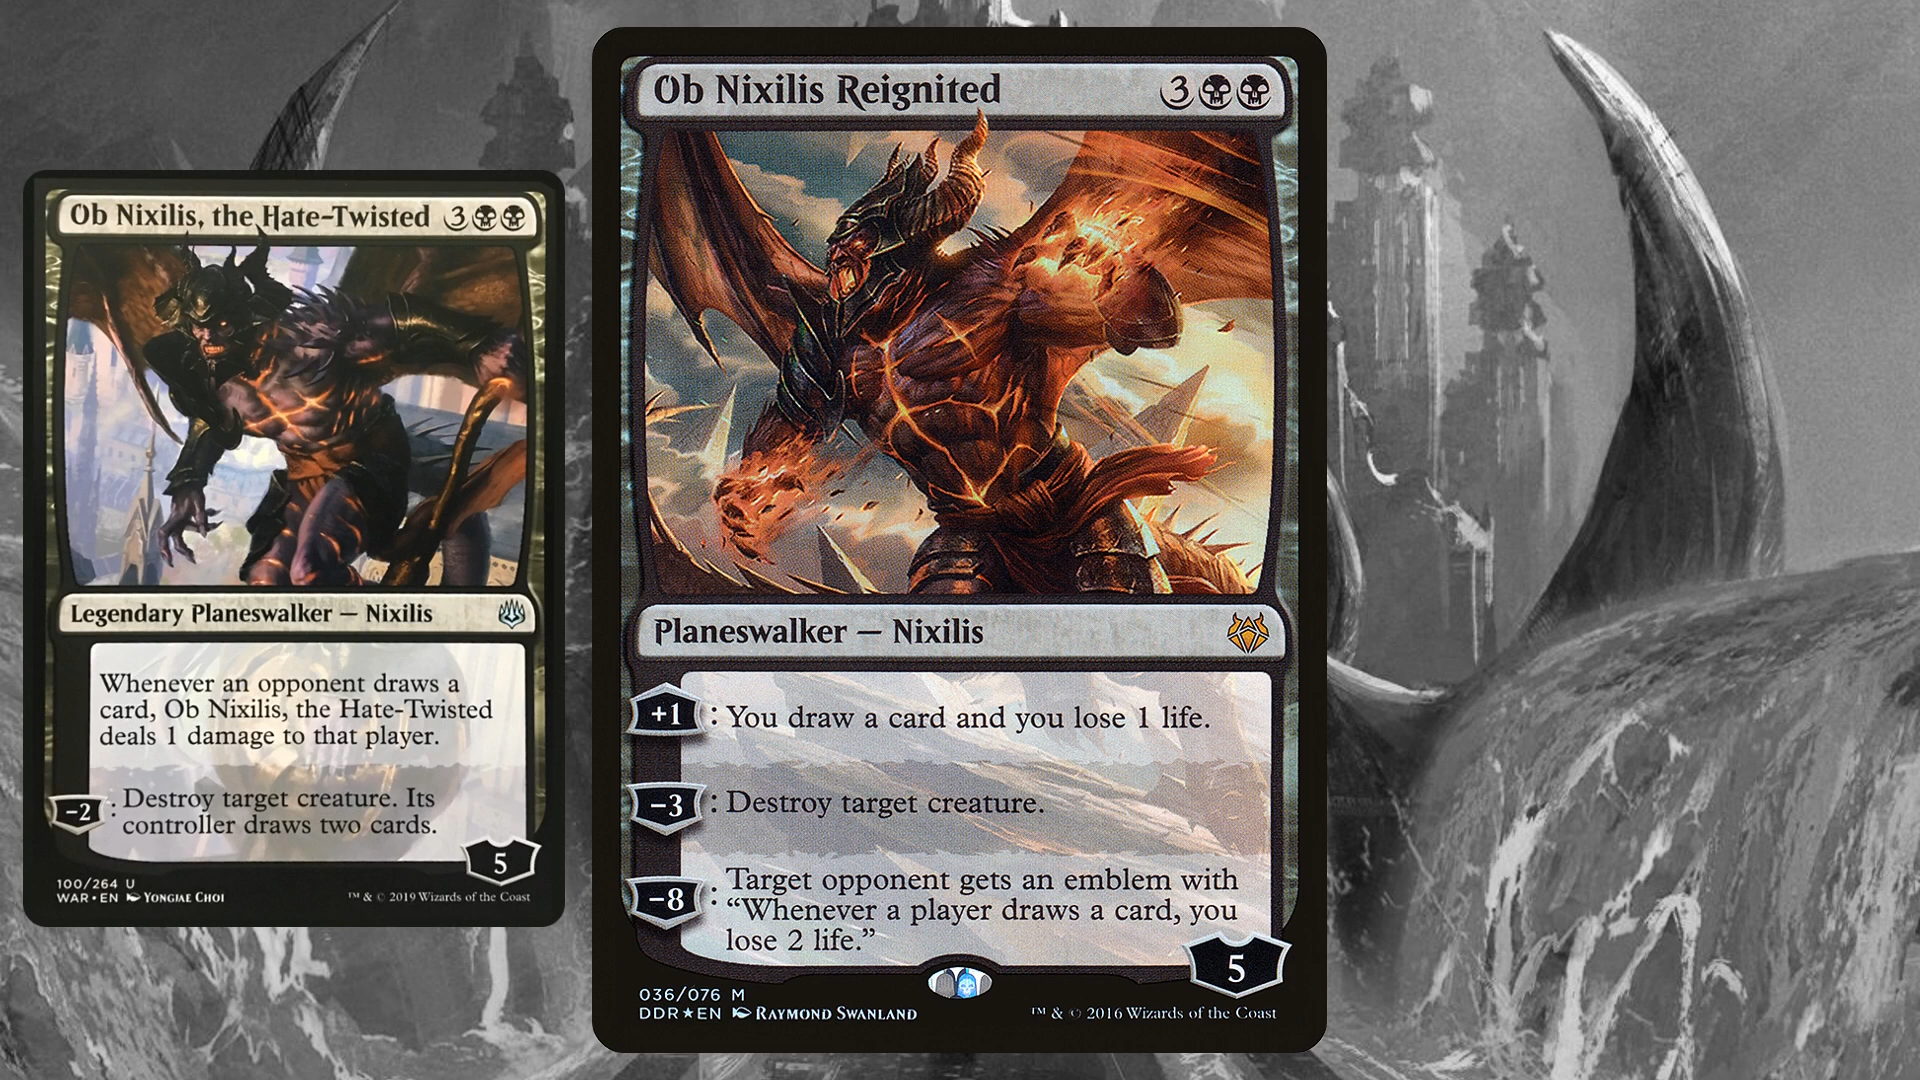 Ob Nixilis, the Hate-Twisted 3
Legendary Planeswalker — Nixilis
Whenever an opponent draws a
card, Ob Nixilis, the Hate-Twisted
deals 1 damage to that player.
-2: Destroy target creature. Its
controller draws two cards.
5
100/264 U
WAR • EN Yongjae Choi
™ & © 2019 Wizards of the Coast
Ob Nixilis Reignited 3
Planeswalker — Nixilis
+1: You draw a card and you lose 1 life.
-3: Destroy target creature.
-8: Target opponent gets an emblem with
“Whenever a player draws a card, you
lose 2 life.”
5
036/076 M
DDR★EN Raymond Swanland
™ & © 2016 Wizards of the Coast